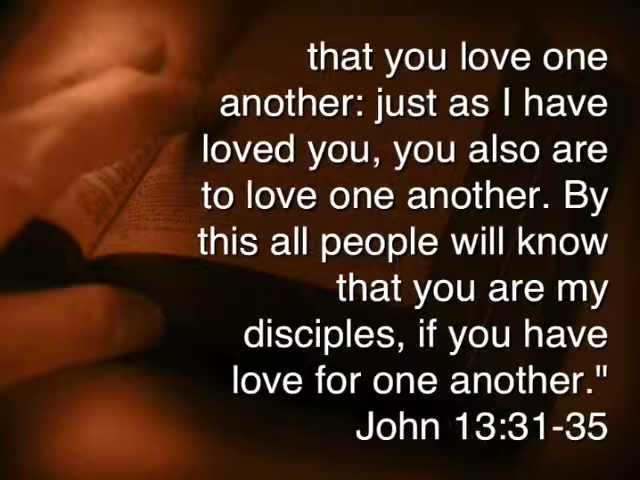 that you love one
another: just as I have
loved you, you also are
to love one another. By
this all people will know
that you are my
disciples, if you have
love for one another."
John 13:31-35